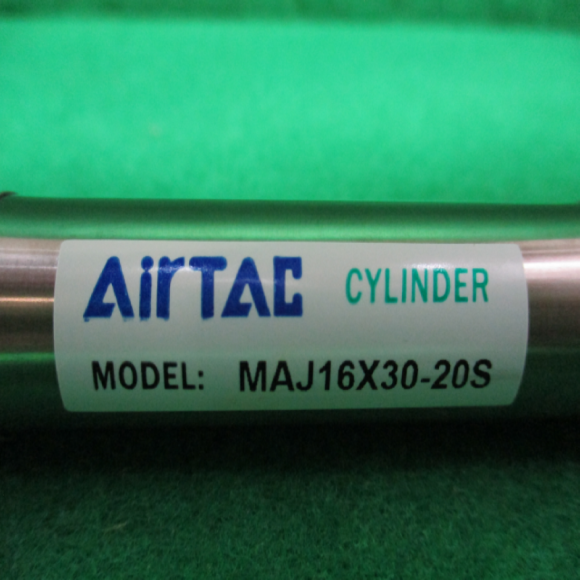 AirTAC CYLINDER
MODEL: MAJ16X30-20S